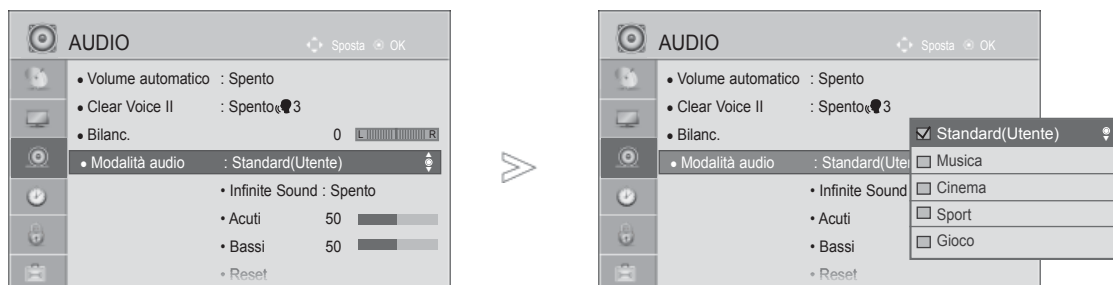 AUDIO
Sposta OK
• Volume automatico : Spento
• Clear Voice II : Spento 3
• Bilanc. 0 L R
• Modalità audio : Standard(Utente)
• Infinite Sound : Spento
• Acuti 50
• Bassi 50
• Reset
AUDIO
Sposta OK
• Volume automatico : Spento
• Clear Voice II : Spento 3
• Bilanc.
• Modalità audio : Standard(Ute
• Infinite Sound
• Acuti
• Bassi
• Reset
Standard(Utente)
Musica
Cinema
Sport
Gioco